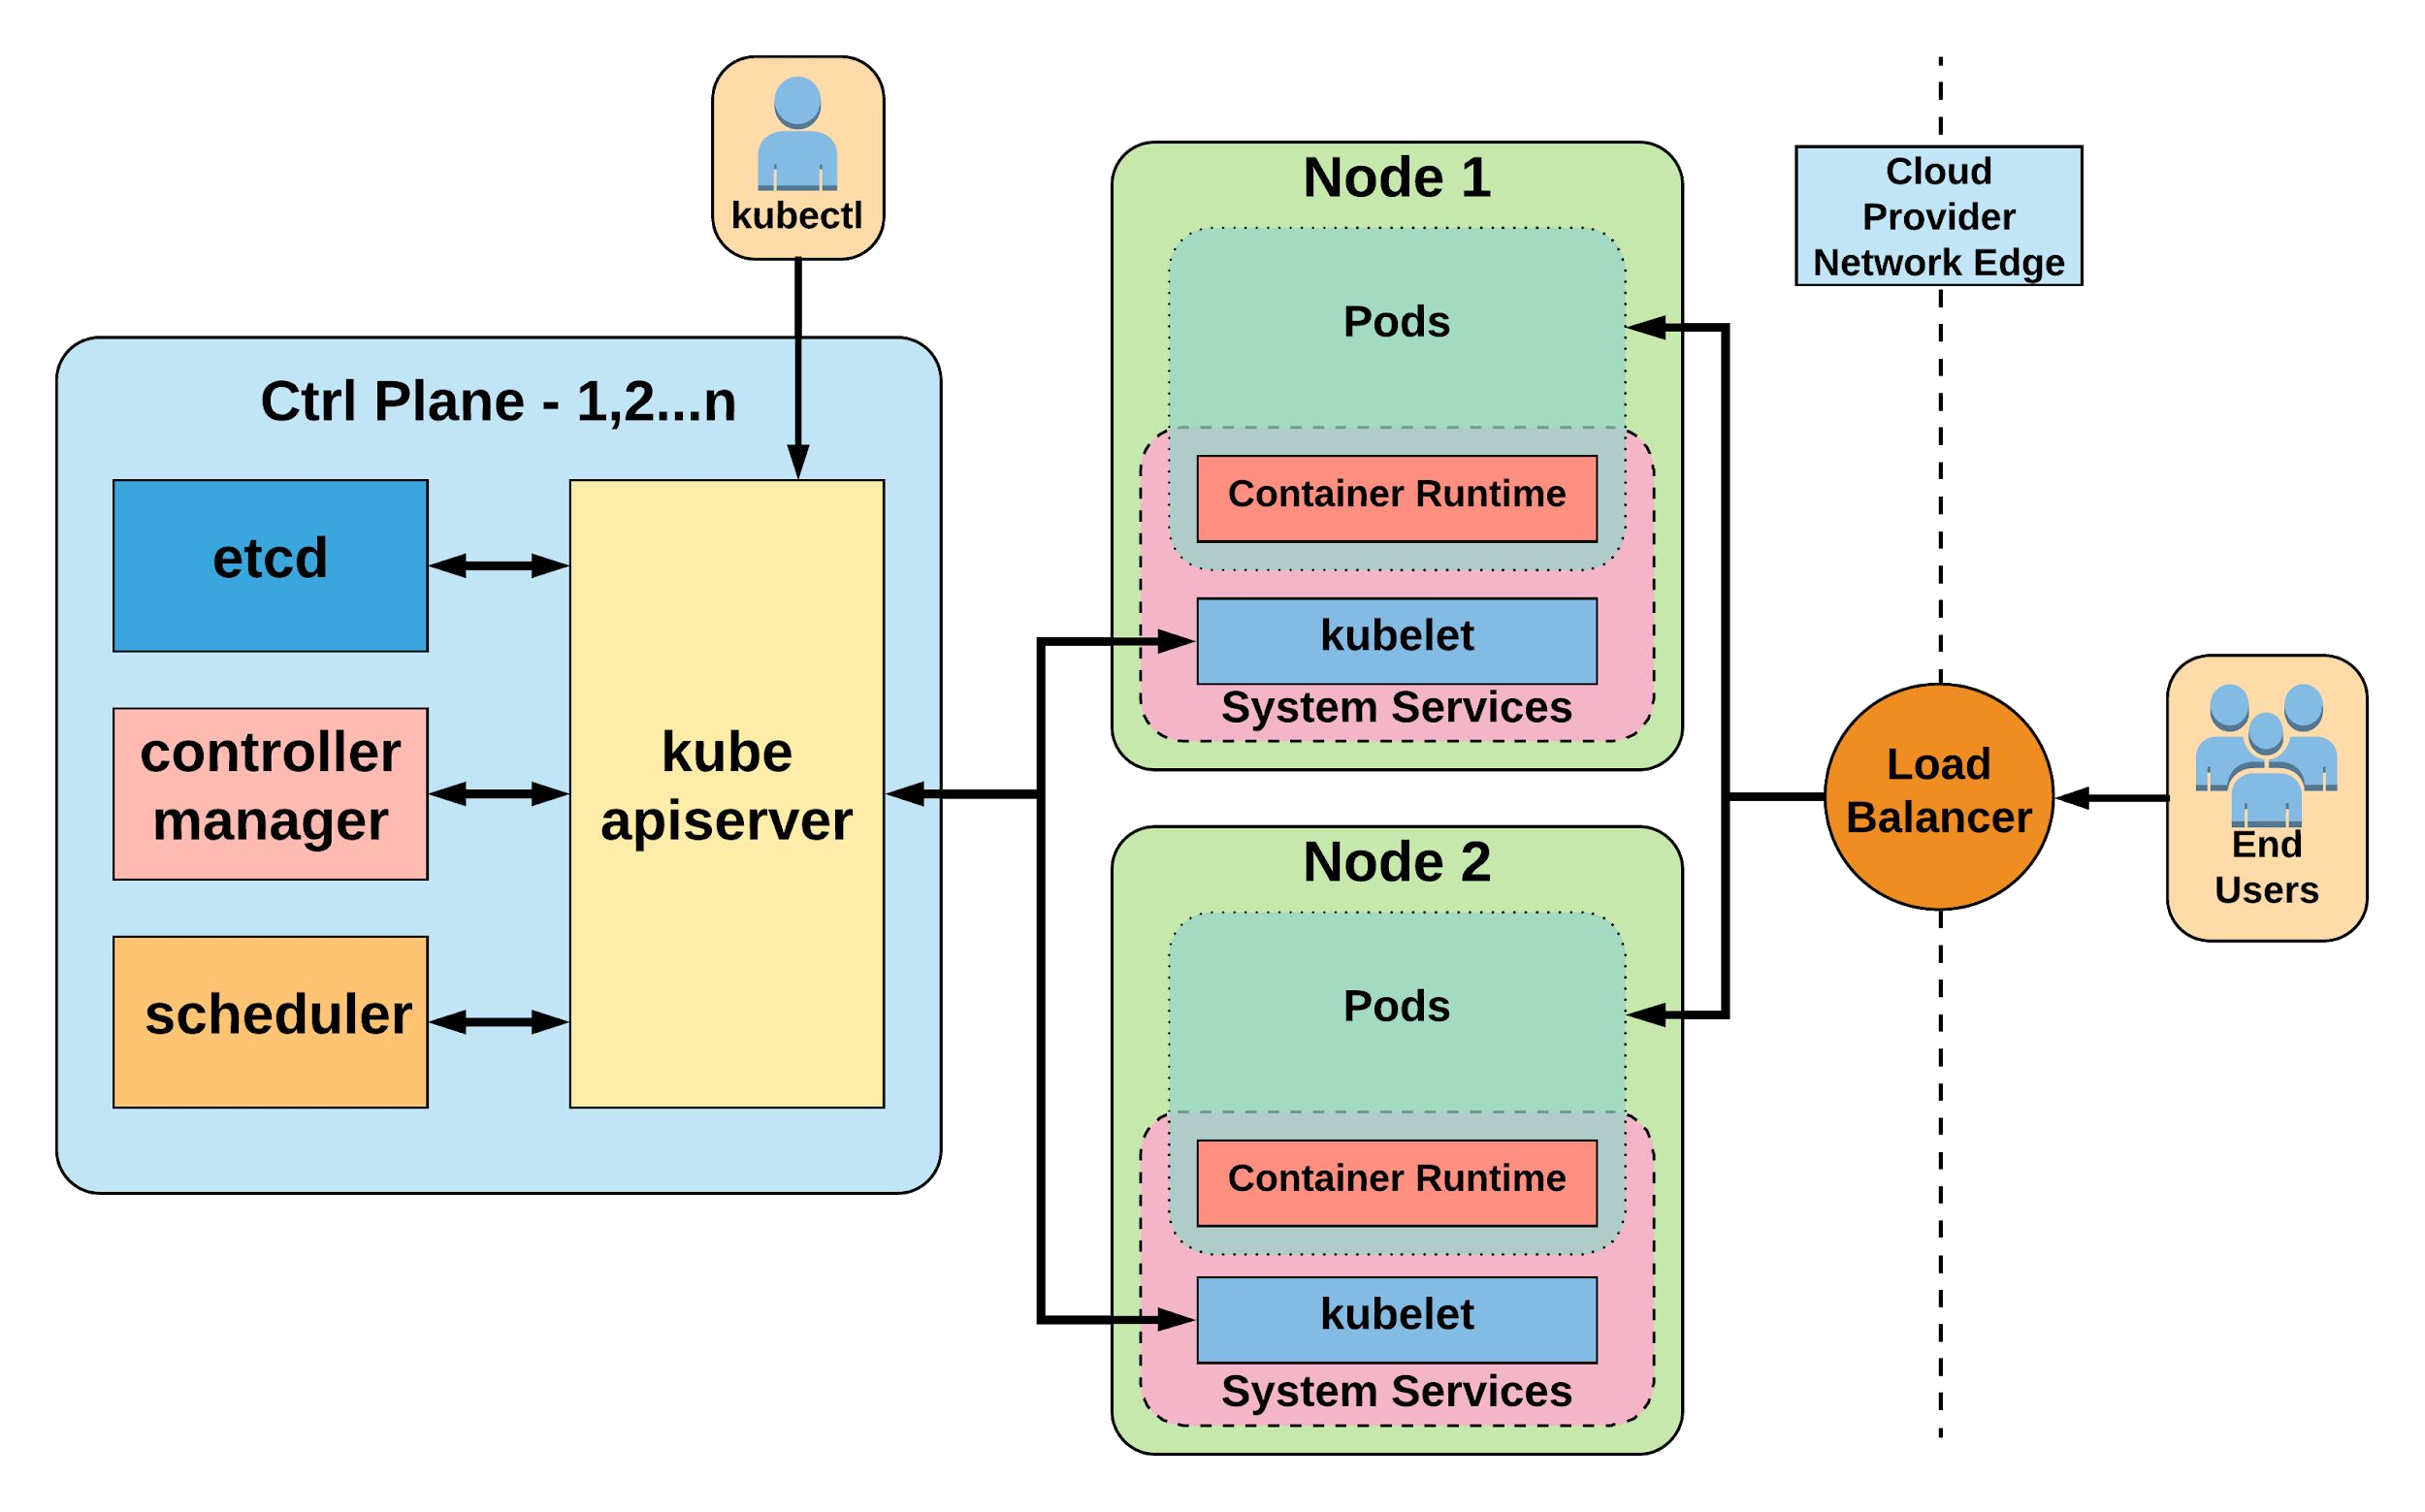 kubectl
Ctrl Plane - 1,2...n
etcd
controller
manager
scheduler
kube
apiserver
Node 1
Pods
Container Runtime
kubelet
System Services
Node 2
Pods
Container Runtime
kubelet
System Services
Cloud
Provider
Network Edge
Load
Balancer
End
Users